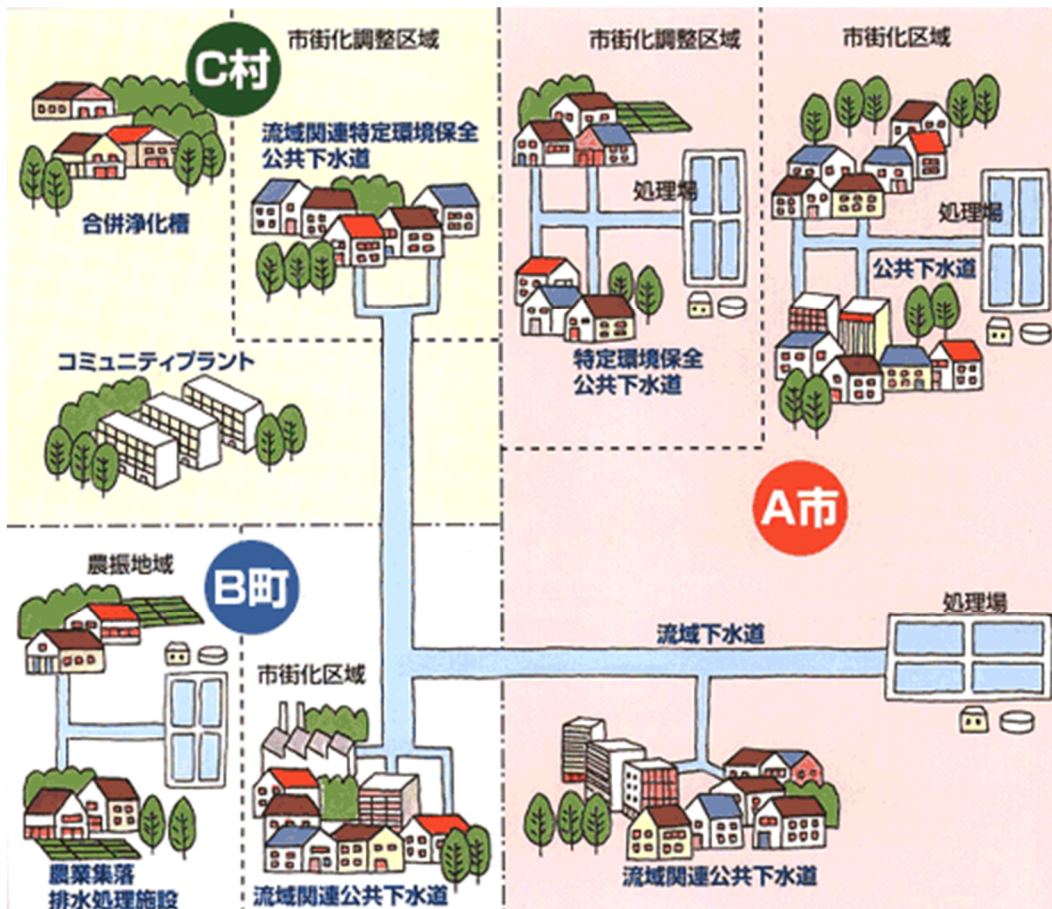 C村
市街化調整区域
流域関連特定環境保全
公共下水道
合併浄化槽
コミュニティプラント
市街化調整区域
処理場
特定環境保全
公共下水道
市街化区域
処理場
公共下水道
A市
農振地域
B町
農業集落
排水処理施設
市街化区域
流域関連公共下水道
流域下水道
処理場
流域関連公共下水道